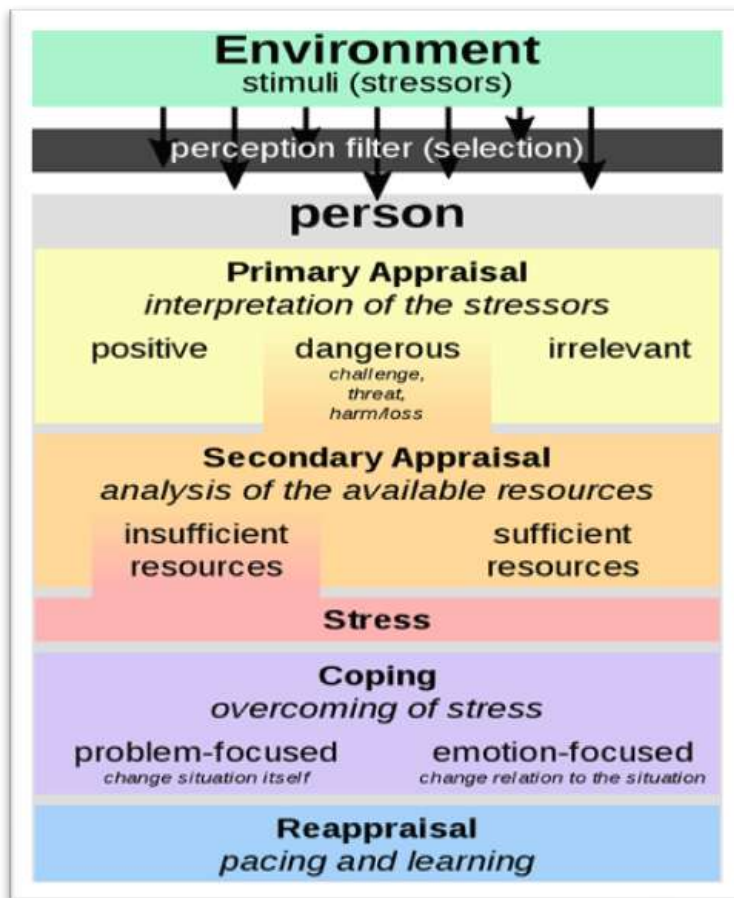 Environment
stimuli (stressors)
perception filter (selection)
person
Primary Appraisal
interpretation of the stressors
positive dangerous irrelevant
challenge,
threat,
harm/loss
Secondary Appraisal
analysis of the available resources
insufficient sufficient
resources resources
Stress
Coping
overcoming of stress
problem-focused emotion-focused
change situation itself change relation to the situation
Reappraisal
pacing and learning